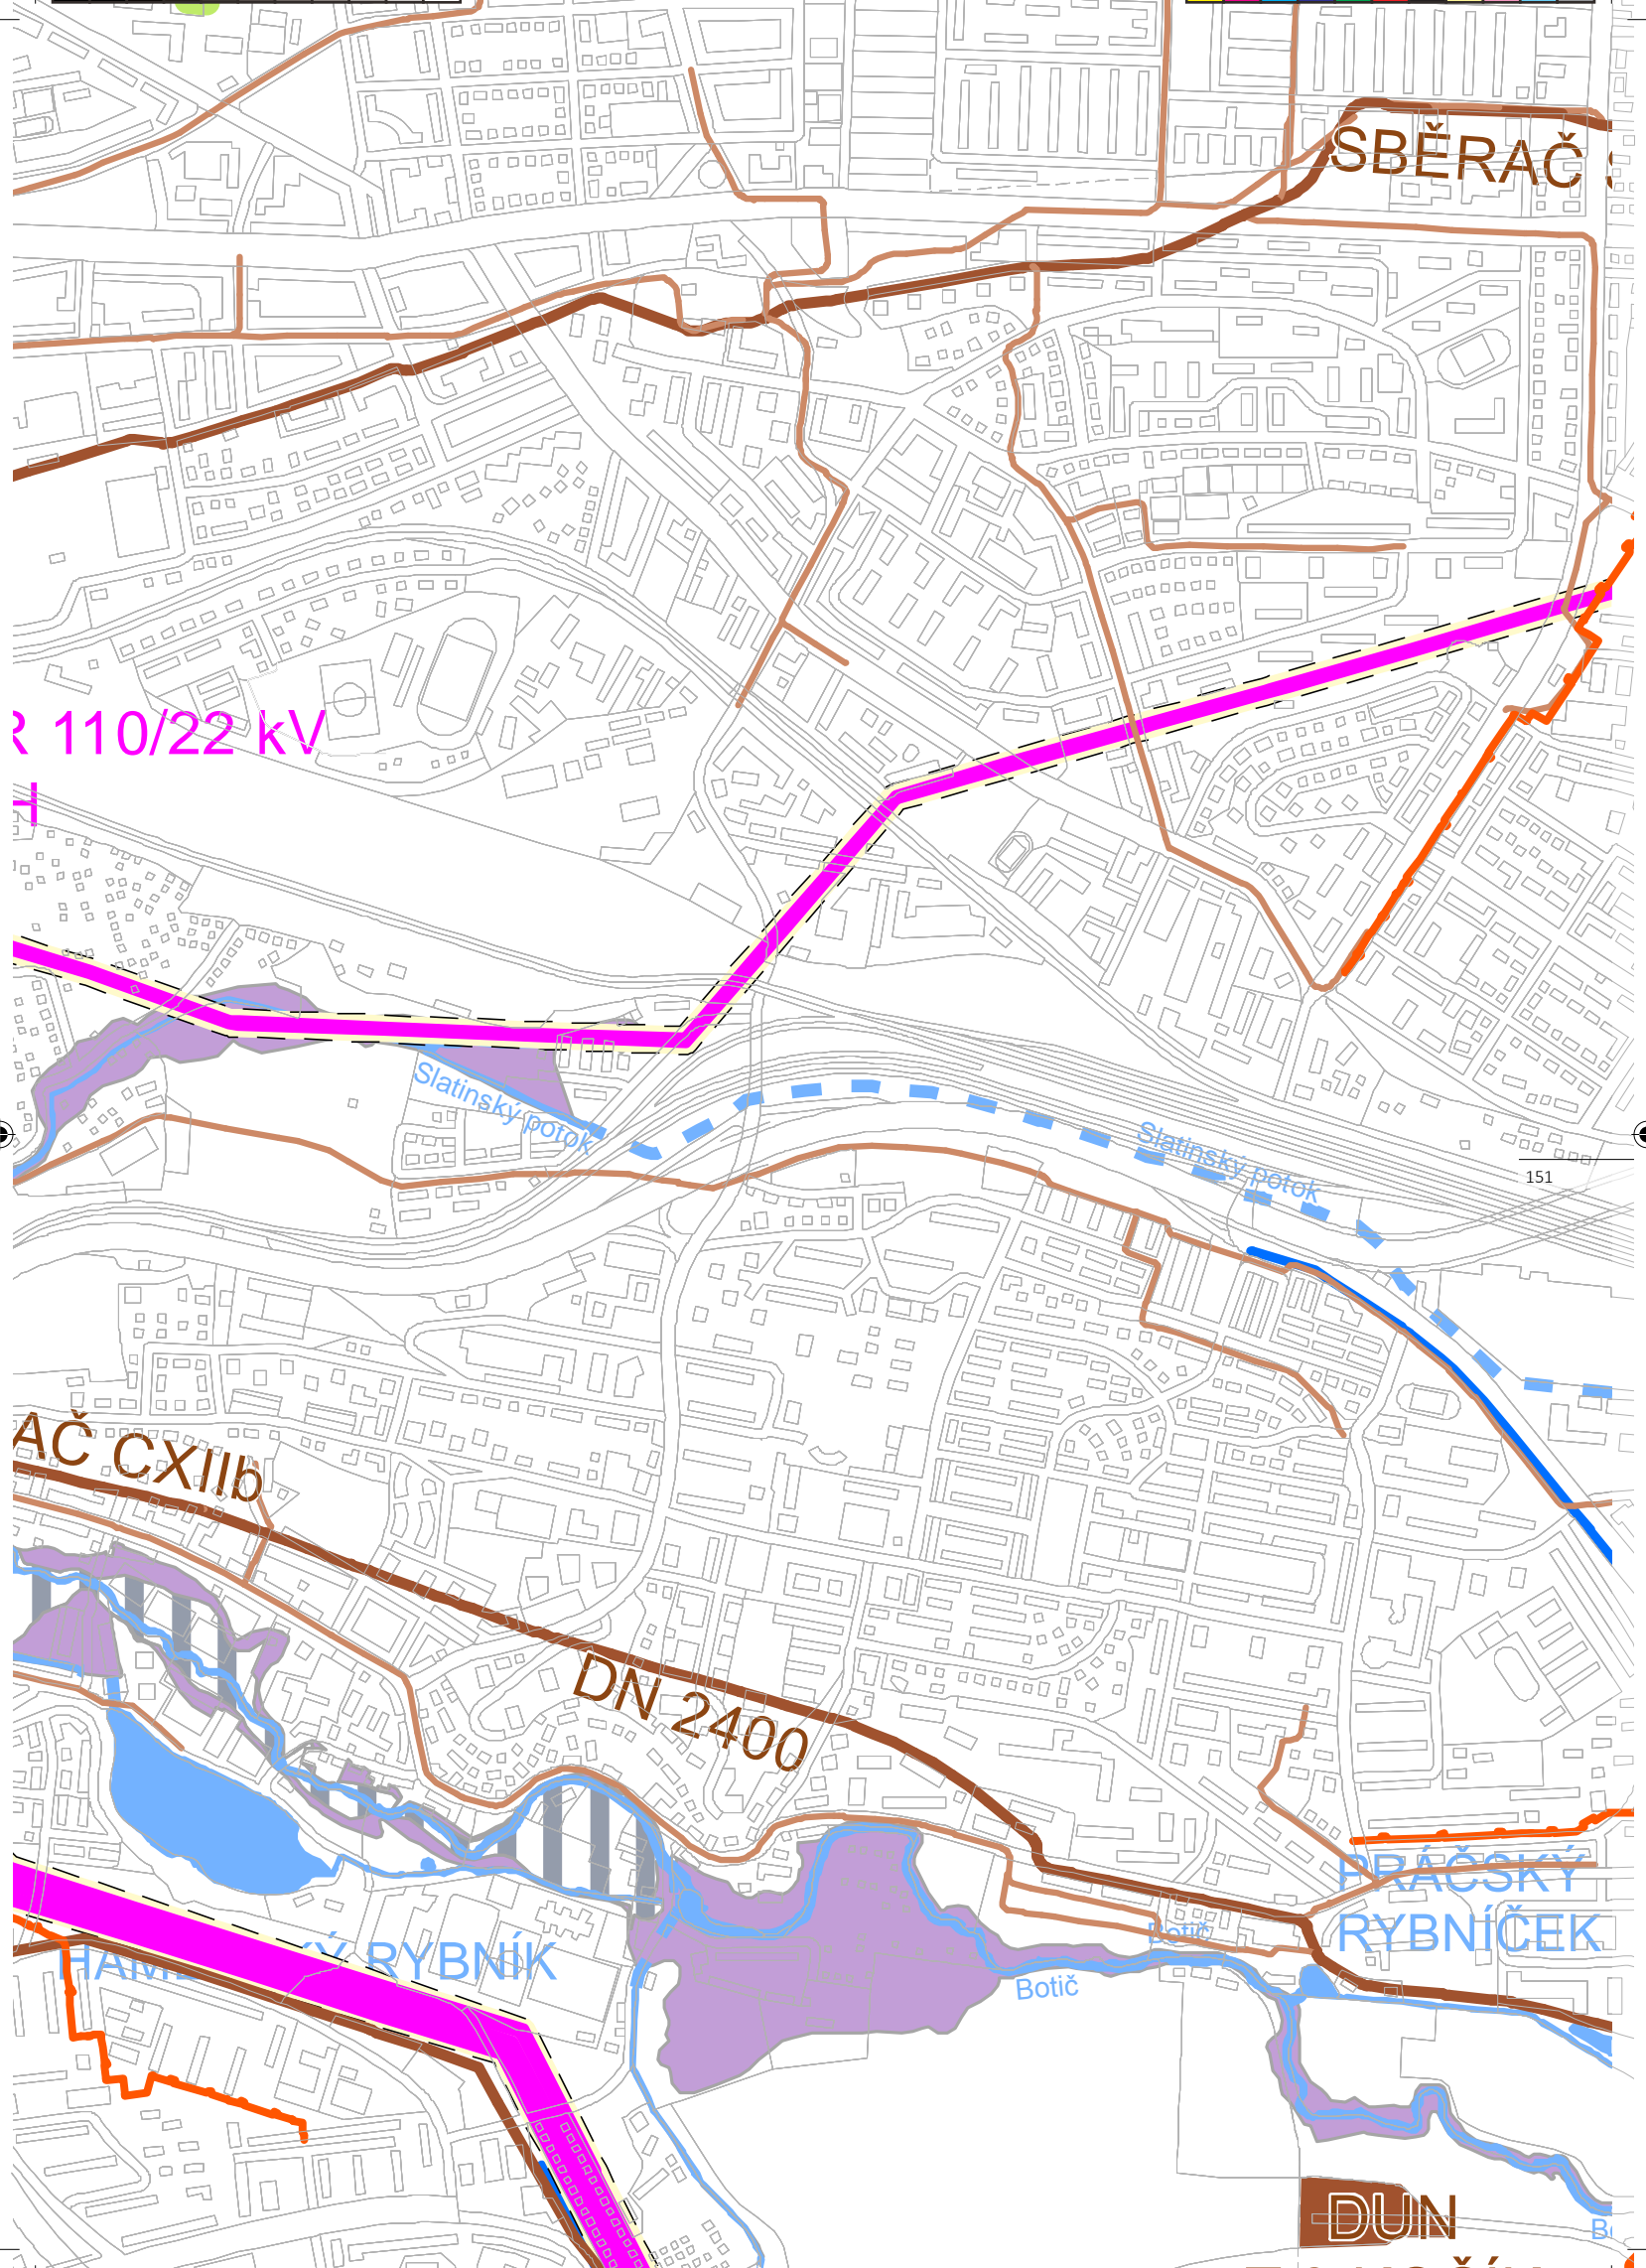 SBĚRAČ
R 110/22 kV
H
Slatinský potok
Slatinský potok
151
AČ CXIIb
DN 2400
PRÁČSKÝ
RYBNÍČEK
Botič
Botič
RYBNÍK
DUN